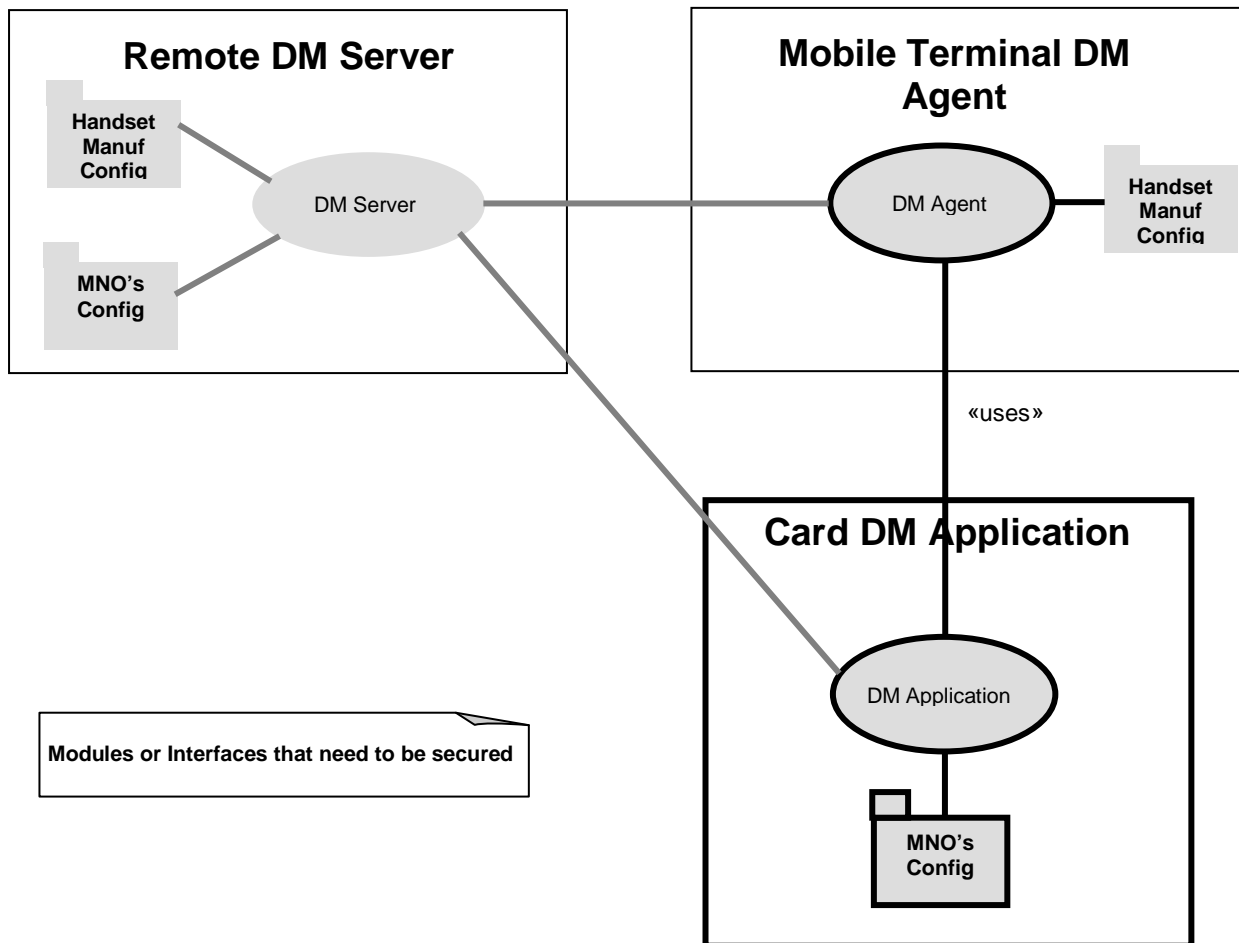 Remote DM Server
Handset
Manuf
Config
DM Server
MNO's
Config
Mobile Terminal DM
Agent
DM Agent
Handset
Manuf
Config
«uses»
Card DM Application
DM Application
MNO's
Config
Modules or Interfaces that need to be secured